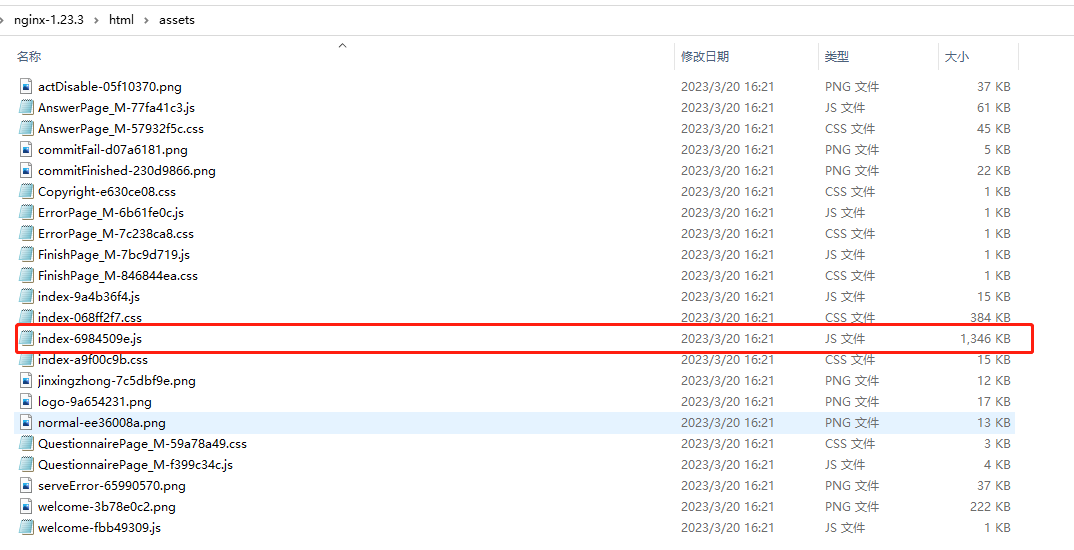 nginx-1.23.3 › html › assets
名称 修改日期 类型 大小
actDisable-05f10370.png 2023/3/20 16:21 PNG 文件 37 KB
AnswerPage_M-77fa41c3.js 2023/3/20 16:21 JS 文件 61 KB
AnswerPage_M-57932f5c.css 2023/3/20 16:21 CSS 文件 45 KB
commitFail-d07a6181.png 2023/3/20 16:21 PNG 文件 5 KB
commitFinished-230d9866.png 2023/3/20 16:21 PNG 文件 22 KB
Copyright-e630ce08.css 2023/3/20 16:21 CSS 文件 1 KB
ErrorPage_M-6b61fe0c.js 2023/3/20 16:21 JS 文件 1 KB
ErrorPage_M-7c238ca8.css 2023/3/20 16:21 CSS 文件 1 KB
FinishPage_M-7bc9d719.js 2023/3/20 16:21 JS 文件 1 KB
FinishPage_M-846844ea.css 2023/3/20 16:21 CSS 文件 1 KB
index-9a4b36f4.js 2023/3/20 16:21 JS 文件 15 KB
index-068ff2f7.css 2023/3/20 16:21 CSS 文件 384 KB
index-6984509e.js 2023/3/20 16:21 JS 文件 1,346 KB
index-a9f00c9b.css 2023/3/20 16:21 CSS 文件 15 KB
jinxingzhong-7c5dbf9e.png 2023/3/20 16:21 PNG 文件 12 KB
logo-9a654231.png 2023/3/20 16:21 PNG 文件 17 KB
normal-ee36008a.png 2023/3/20 16:21 PNG 文件 13 KB
QuestionnairePage_M-59a78a49.css 2023/3/20 16:21 CSS 文件 3 KB
QuestionnairePage_M-f399c34c.js 2023/3/20 16:21 JS 文件 4 KB
serveError-65990570.png 2023/3/20 16:21 PNG 文件 37 KB
welcome-3b78e0c2.png 2023/3/20 16:21 PNG 文件 222 KB
welcome-fbb49309.js 2023/3/20 16:21 JS 文件 1 KB